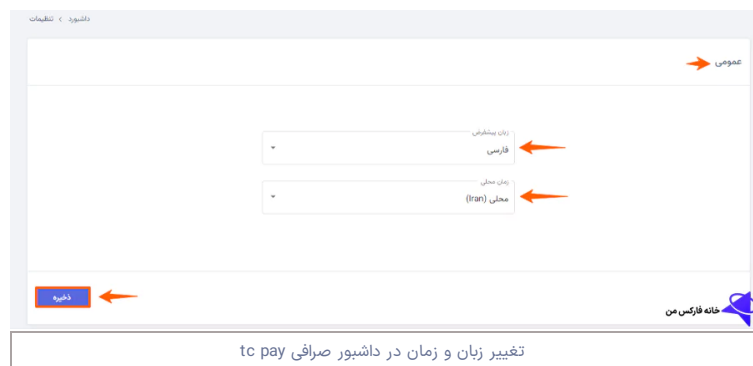 داشبورد > تنظیمات
عمومی
زبان پیشفرض
فارسی
زمان محلی
محلی (Iran)
ذخیره
خانه فارکس من
تغییر زبان و زمان در داشبور صرافی tc pay